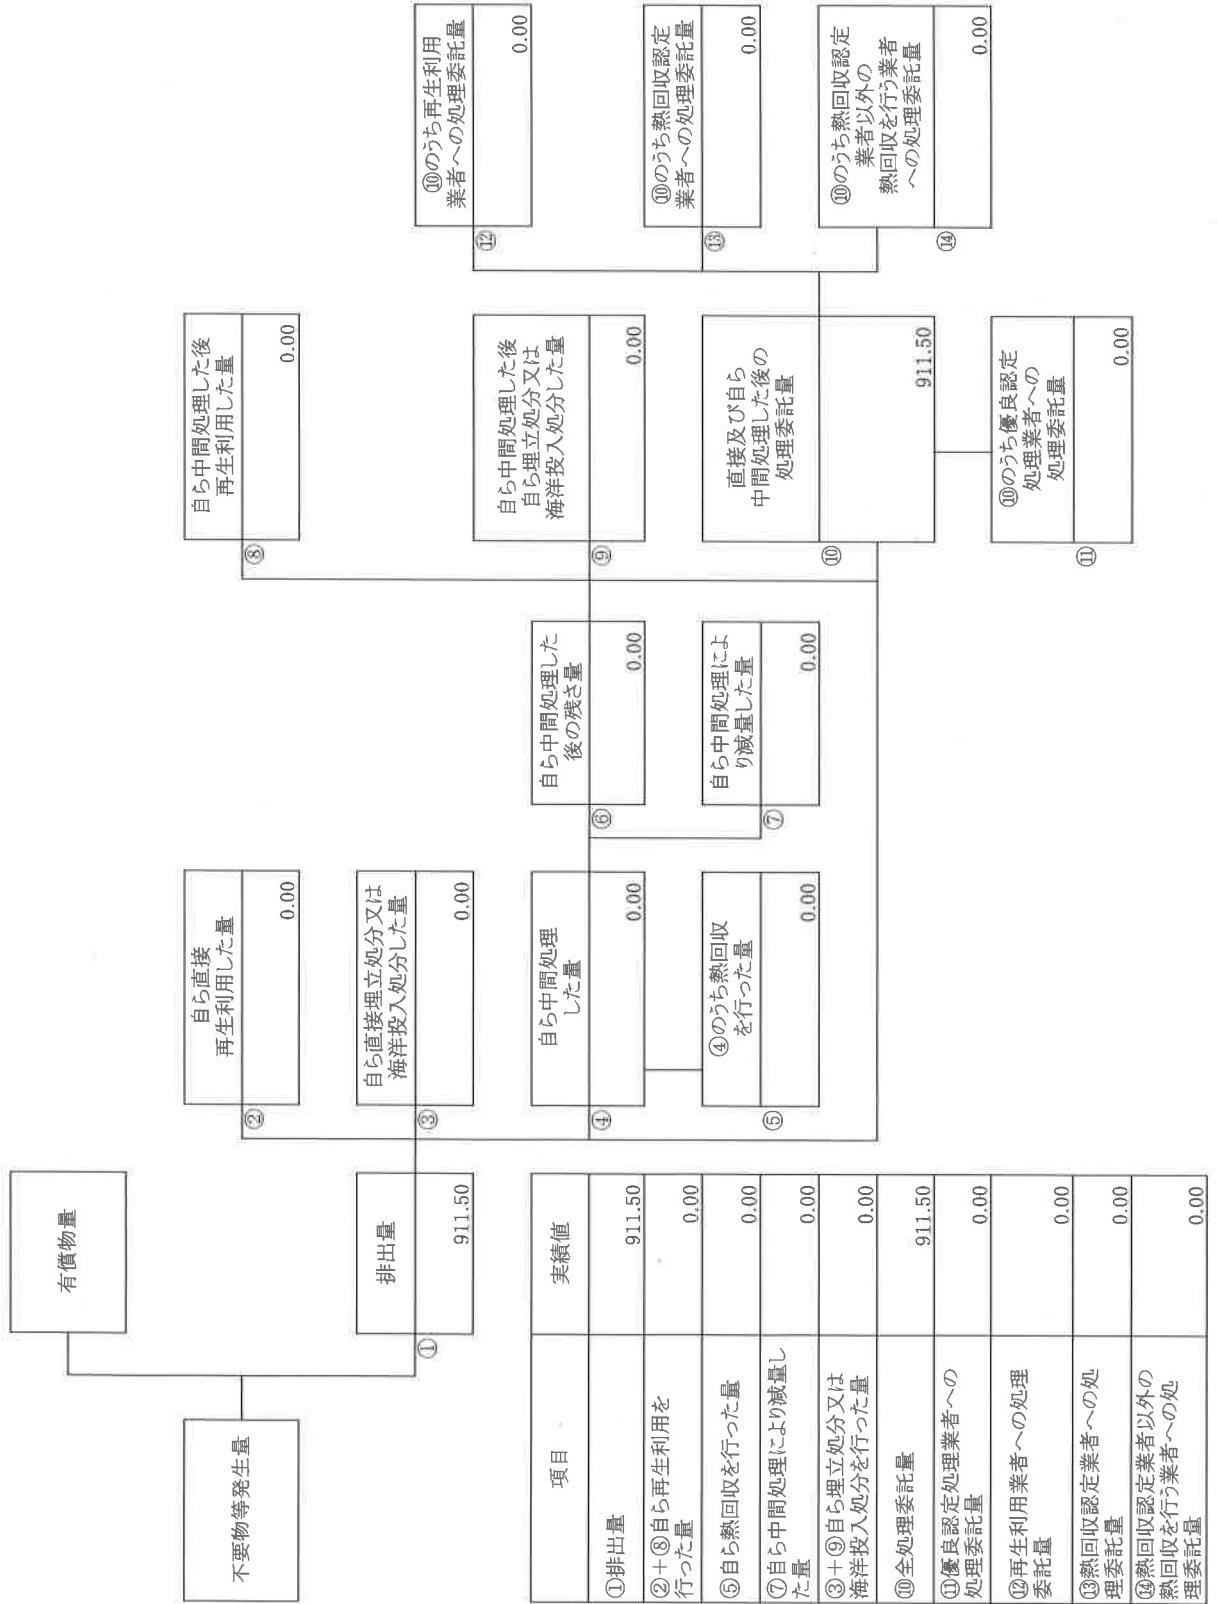 不要物等発生量
有償物量
①
排出量
911.50
②
自ら直接
再生利用した量
0.00
③
自ら直接埋立処分又は
海洋投入処分した量
0.00
④
自ら中間処理
した量
0.00
⑤
④のうち熱回収
を行った量
0.00
⑥
自ら中間処理した
後の残さ量
0.00
⑦
自ら中間処理によ
り減量した量
0.00
⑧
自ら中間処理した後
再生利用した量
0.00
⑨
自ら中間処理した後
自ら埋立処分又は
海洋投入処分した量
0.00
⑩
直接及び自ら
中間処理した後の
処理委託量
911.50
⑪
⑩のうち優良認定
処理業者への
処理委託量
0.00
⑫
⑩のうち再生利用
業者への処理委託量
0.00
⑬
⑩のうち熱回収認定
業者への処理委託量
0.00
⑭
⑩のうち熱回収認定
業者以外の
熱回収を行う業者
への処理委託量
0.00
項目
実績値
①排出量
911.50
②＋⑧自ら再生利用を
行った量
0.00
⑤自ら熱回収を行った量
0.00
⑦自ら中間処理により減量し
た量
0.00
③＋⑨自ら埋立処分又は
海洋投入処分を行った量
0.00
⑩全処理委託量
911.50
⑪優良認定処理業者への
処理委託量
0.00
⑫再生利用業者への処理
委託量
0.00
⑬熱回収認定業者への処
理委託量
0.00
⑭熱回収認定業者以外の
熱回収を行う業者への処
理委託量
0.00